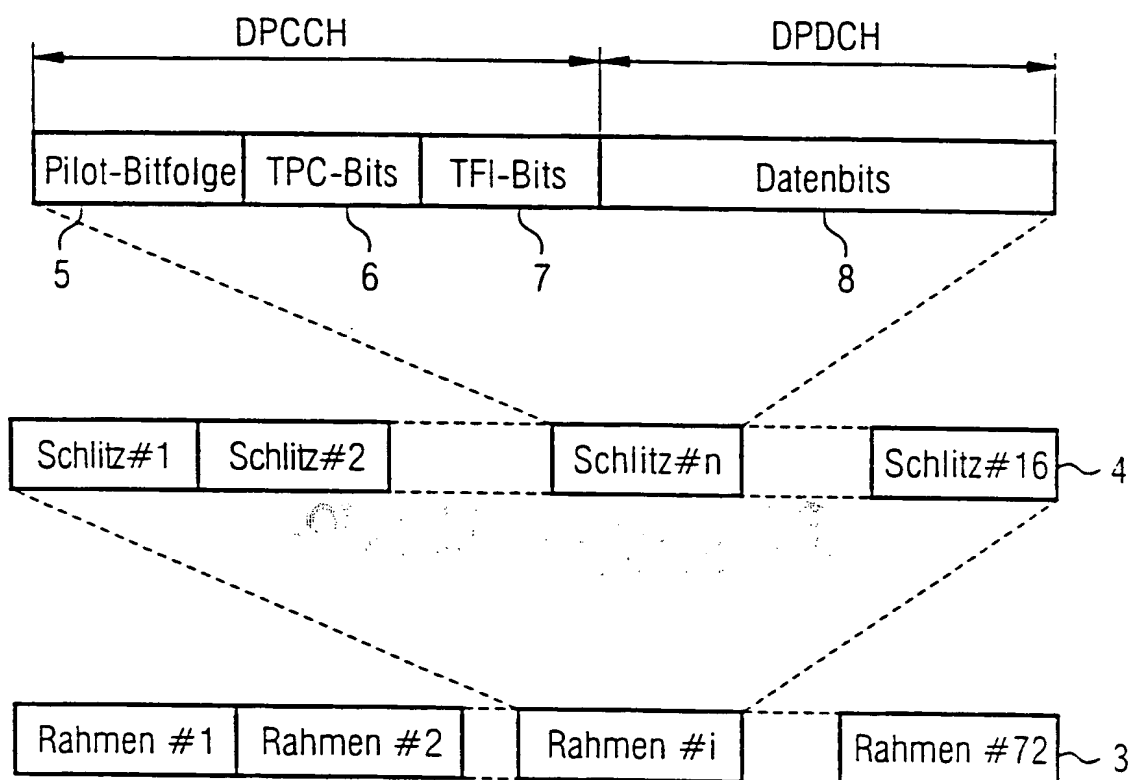 DPCCH DPDCH
Pilot-Bitfolge TPC-Bits TFI-Bits Datenbits
5 6 7 8
Schlitz#1 Schlitz#2 Schlitz#n Schlitz#16 4
Rahmen #1 Rahmen #2 Rahmen #i Rahmen #72 3